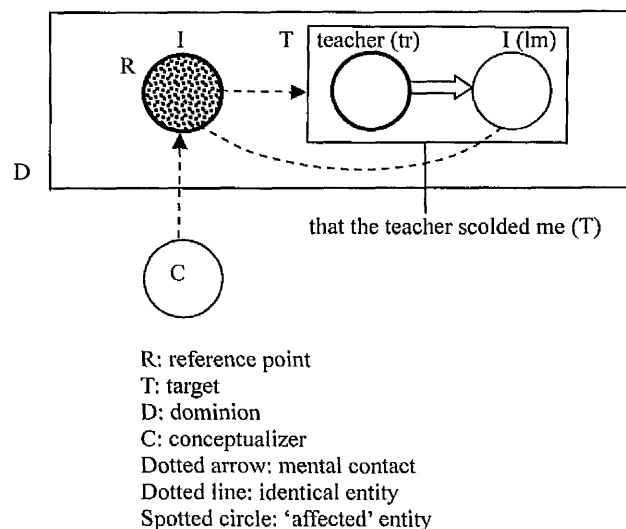 I T teacher (tr) I (lm)
R
D
that the teacher scolded me (T)
C
R: reference point
T: target
D: dominion
C: conceptualizer
Dotted arrow: mental contact
Dotted line: identical entity
Spotted circle: ‘affected’ entity